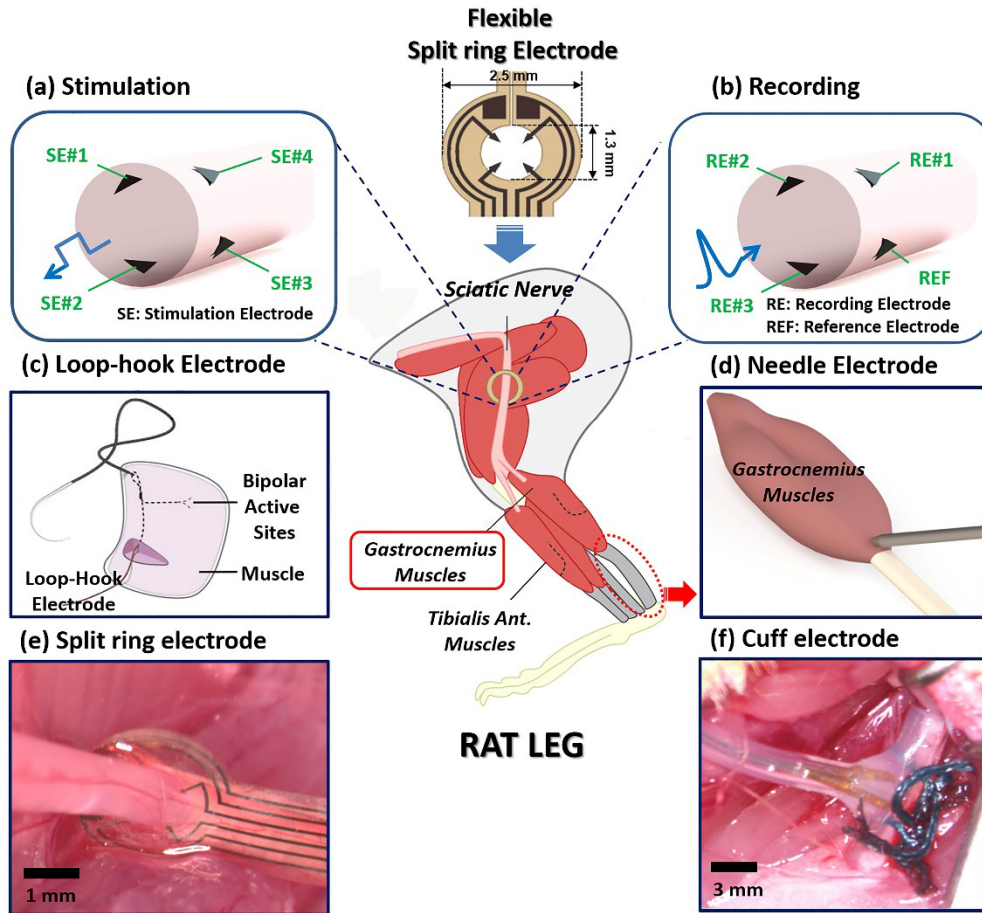 Flexible
Split ring Electrode
2.5 mm
1.3 mm
(a) Stimulation
SE#1
SE#4
SE#2
SE#3
SE: Stimulation Electrode
(b) Recording
RE#2
RE#1
RE#3
REF
RE: Recording Electrode
REF: Reference Electrode
Sciatic Nerve
(c) Loop-hook Electrode
Bipolar
Active
Sites
Loop-Hook
Electrode
Muscle
Gastrocnemius
Muscles
Tibialis Ant.
Muscles
(d) Needle Electrode
Gastrocnemius
Muscles
(e) Split ring electrode
1 mm
RAT LEG
(f) Cuff electrode
3 mm